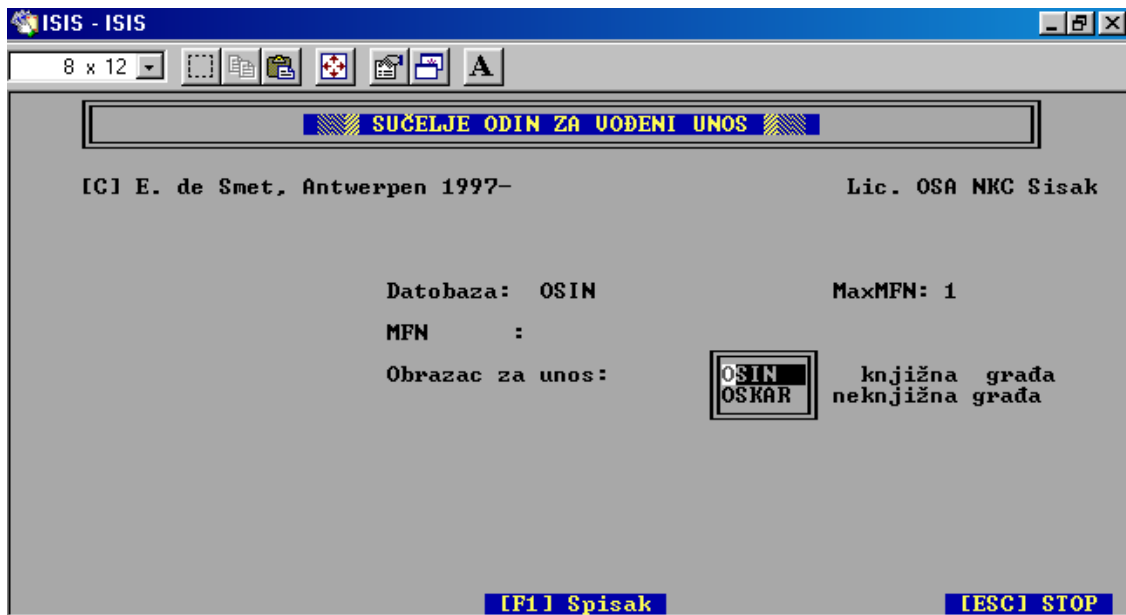 ISIS - ISIS
8 x 12 A
SUČELJE ODIN ZA VOĐENI UNOS
[C] E. de Smet, Antwerpen 1997- Lic. OSA NKC Sisak
Datobaza: OSIN MaxMFN: 1
MFN :
Obrazac za unos: OSIN knjižna građa
OSKAR neknjižna građa
[F1] Spisak [ESC] STOP